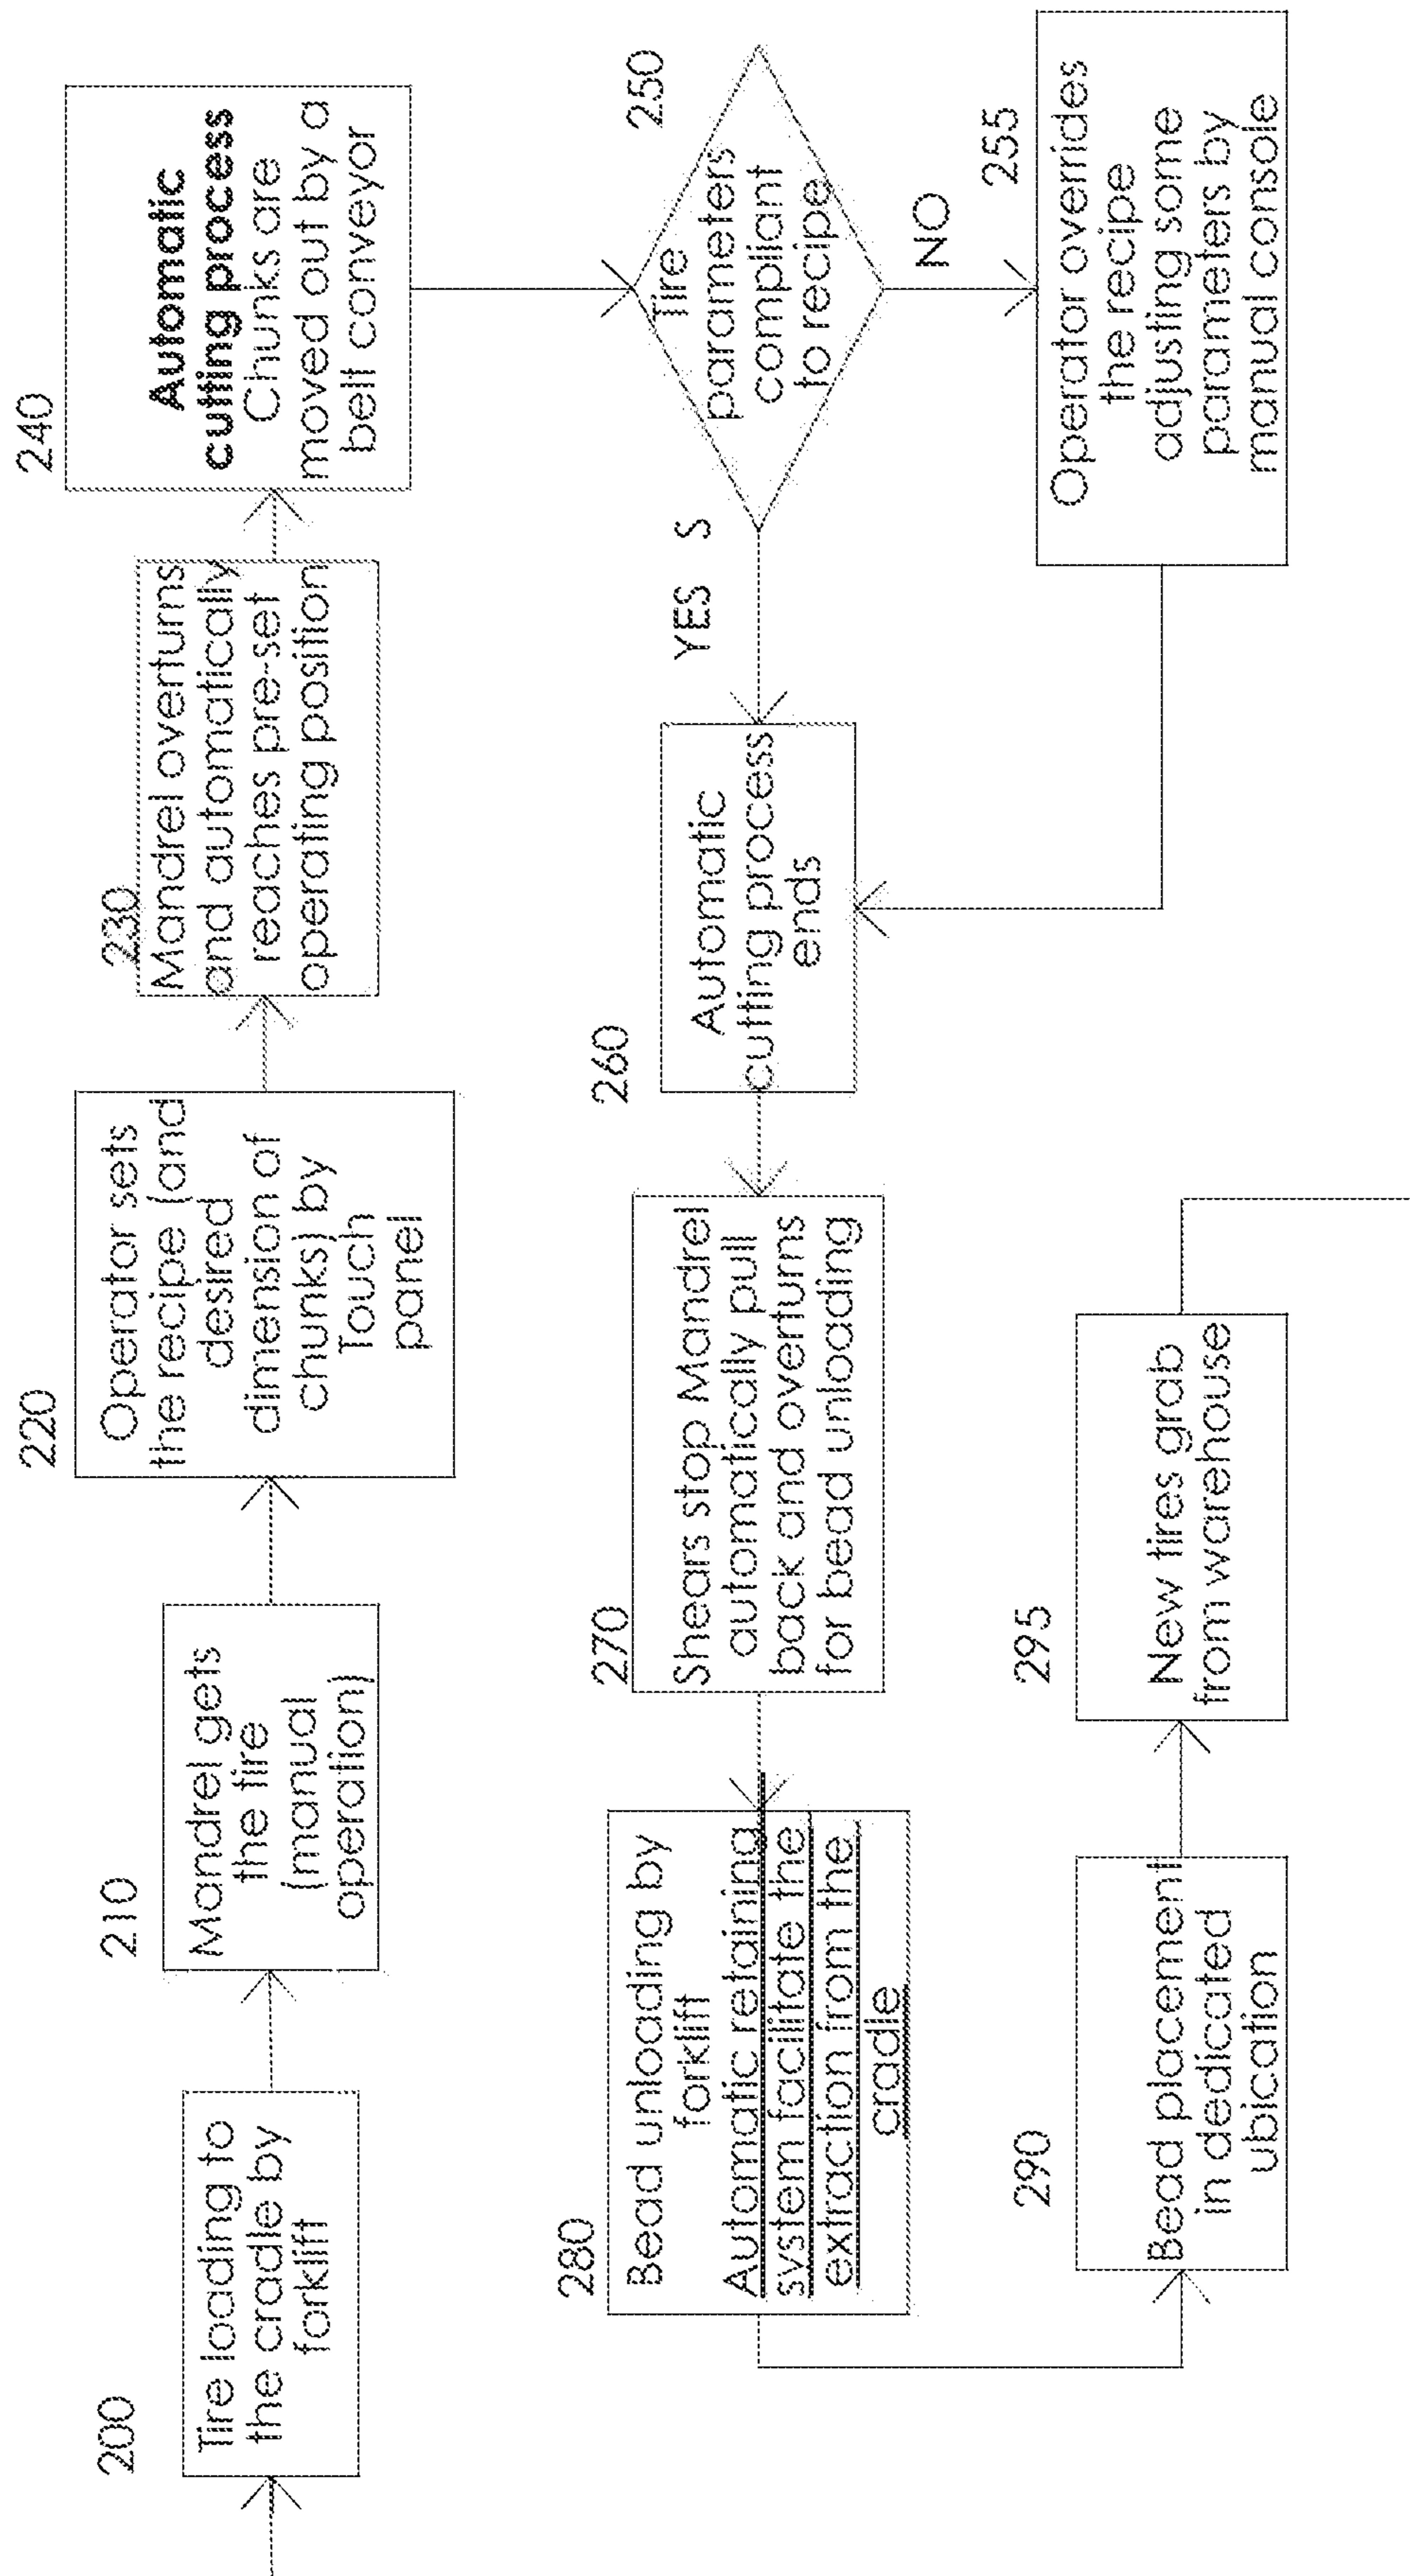 200
Tire loading to
the cradle by
forklift
210
Mandrel gets
the tire
(manual
operation)
220
Operator sets
the recipe (and
desired
dimension of
chunks) by
Touch
panel
230
Mandrel overturns
and automatically
reaches pre-set
operating position
240
Automatic
cutting process
Chunks are
moved out by a
belt conveyor
250
Tire
parameters
compliant
to recipe
YES S
NO
255
Operator overrides
the recipe
adjusting some
parameters by
manual console
260
Automatic
cutting process
ends
270
Shears stop Mandrel
automatically pull
back and overturns
for bead unloading
280
Bead unloading by
forklift
Automatic retaining
system facilitate the
extraction from the
cradle
290
Bead placement
in dedicated
ubication
295
New tires grab
from warehouse